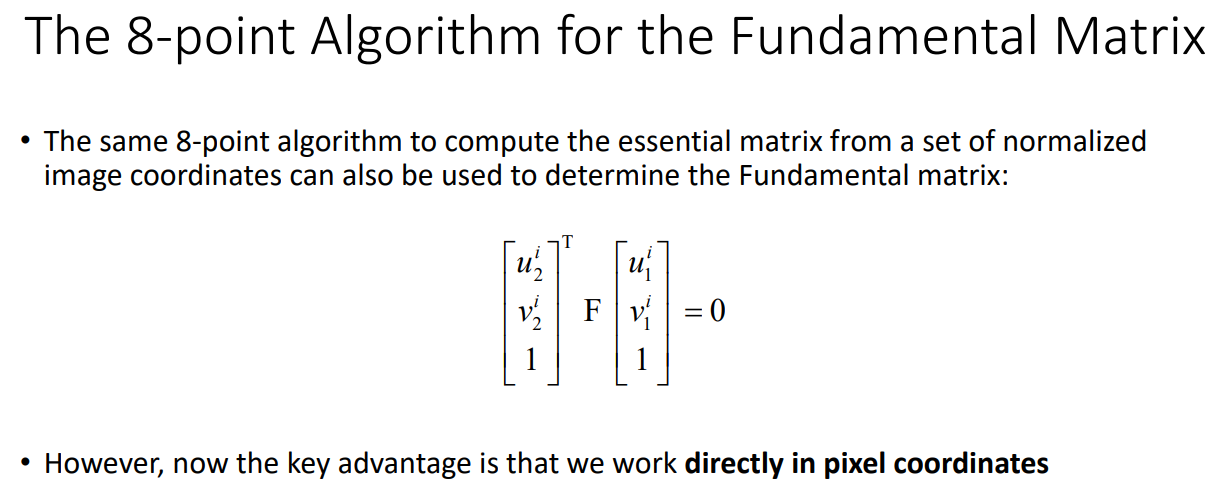 The 8-point Algorithm for the Fundamental Matrix
• The same 8-point algorithm to compute the essential matrix from a set of normalized
image coordinates can also be used to determine the Fundamental matrix:
$$\begin{bmatrix} u_2^i \\ v_2^i \\ 1 \end{bmatrix}^{\mathrm{T}} \mathrm{F} \begin{bmatrix} u_1^i \\ v_1^i \\ 1 \end{bmatrix} = 0$$
• However, now the key advantage is that we work directly in pixel coordinates